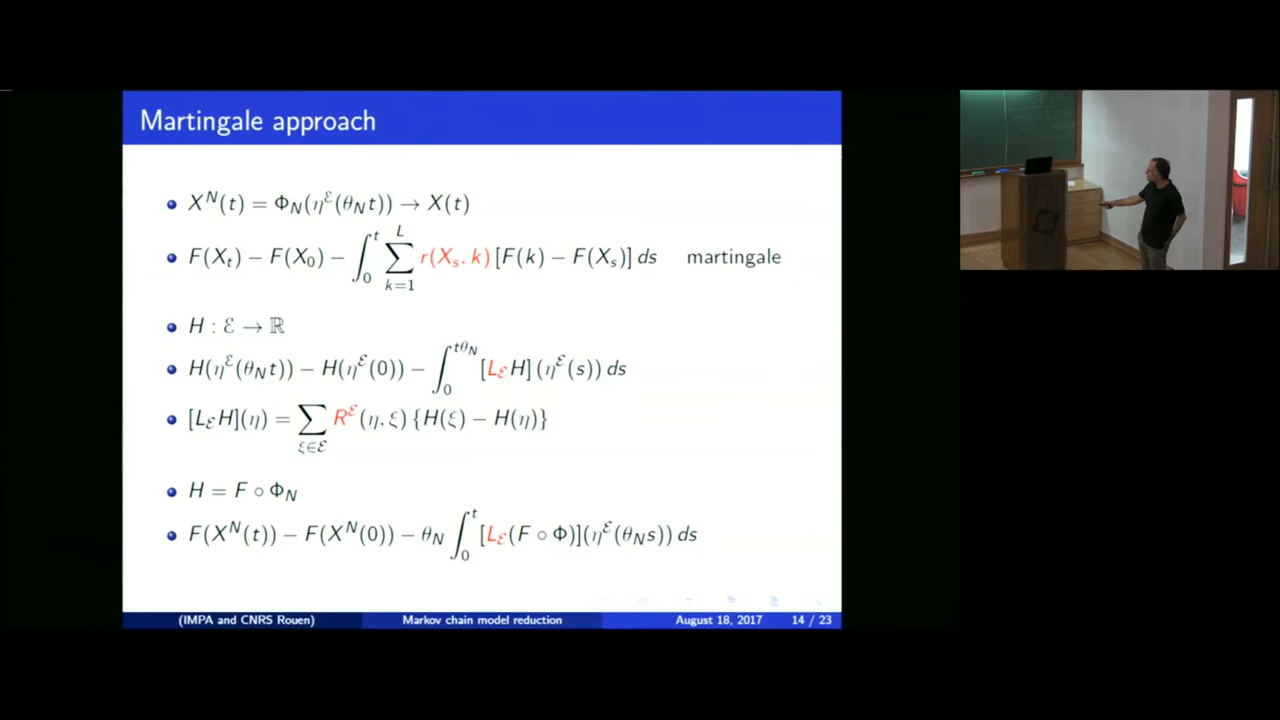 Martingale approach
X^N(t) = Φ_N(η^ℰ(θ_N t)) → X(t)
F(X_t) − F(X_0) − ∫_0^t ∑_{k=1}^L r(X_s, k) [F(k) − F(X_s)] ds martingale
H : ℰ → ℝ
H(η^ℰ(θ_N t)) − H(η^ℰ(0)) − ∫_0^{tθ_N} [L_ℰ H] (η^ℰ(s)) ds
[L_ℰ H](η) = ∑_{ξ∈ℰ} R^ℰ(η, ξ) {H(ξ) − H(η)}
H = F ∘ Φ_N
F(X^N(t)) − F(X^N(0)) − θ_N ∫_0^t [L_ℰ(F ∘ Φ)](η^ℰ(θ_N s)) ds
(IMPA and CNRS Rouen) Markov chain model reduction August 18, 2017 14 / 23